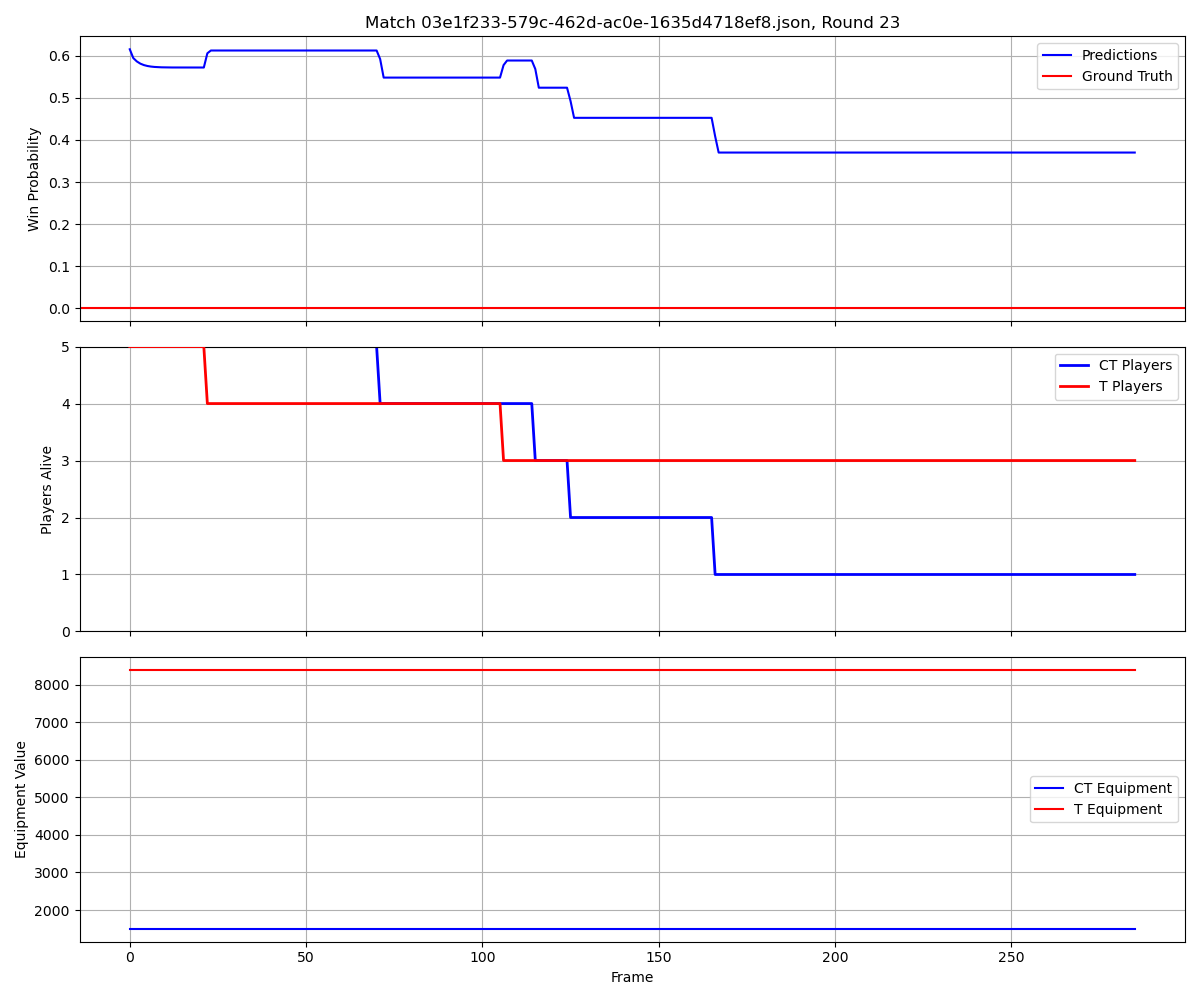 Match 03e1f233-579c-462d-ac0e-1635d4718ef8.json, Round 23
Win Probability
0.6
0.5
0.4
0.3
0.2
0.1
0.0
Predictions
Ground Truth
Players Alive
5
4
3
2
1
0
CT Players
T Players
Equipment Value
8000
7000
6000
5000
4000
3000
2000
CT Equipment
T Equipment
0 50 100 150 200 250
Frame